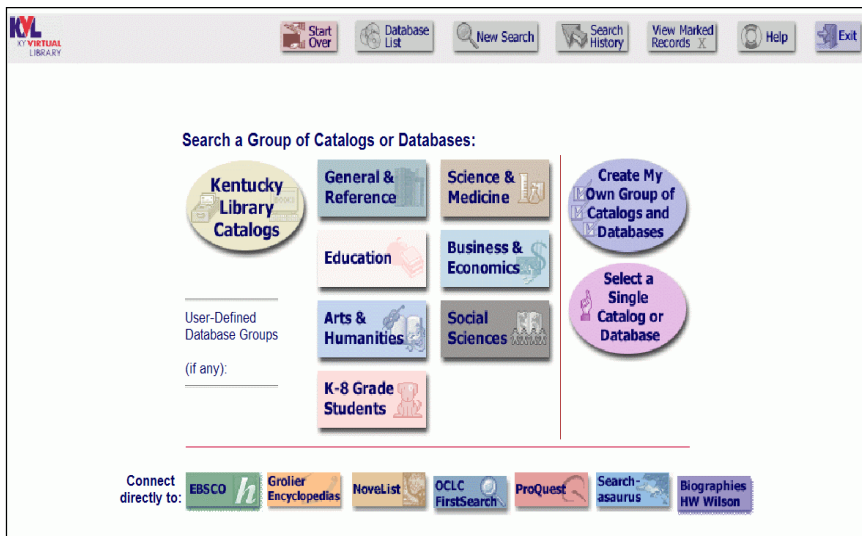 KYVL
KY VIRTUAL
LIBRARY
Start
Over
Database
List
New Search
Search
History
View Marked
Records X
Help
Exit
Search a Group of Catalogs or Databases:
Kentucky
Library
Catalogs
General &
Reference
Science &
Medicine
Create My
Own Group of
Catalogs and
Databases
Education
Business &
Economics
Select a
Single
Catalog or
Database
User-Defined
Database Groups
(if any):
Arts &
Humanities
Social
Sciences
K-8 Grade
Students
Connect
directly to:
EBSCO
h
Grolier
Encyclopedias
NoveList
OCLC
FirstSearch
ProQuest
Search-
asaurus
Biographies
HW Wilson